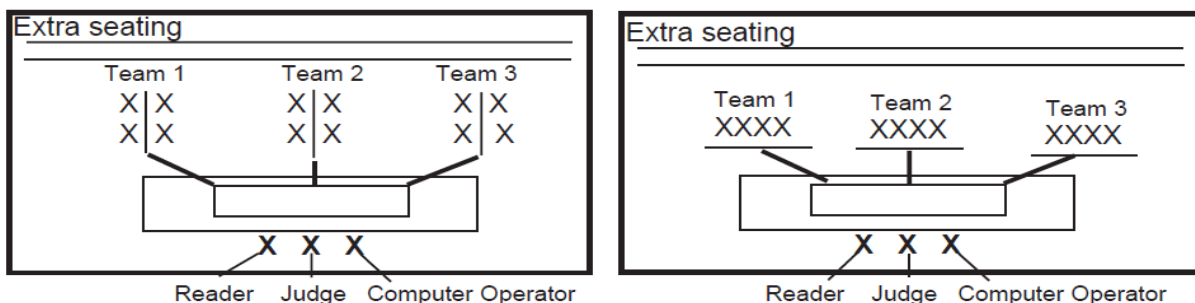 Extra seating
Team 1 Team 2 Team 3
X X X X X X
X X X X X X
X X X
Reader Judge Computer Operator
Extra seating
Team 1 Team 2 Team 3
XXXX XXXX XXXX
X X X
Reader Judge Computer Operator